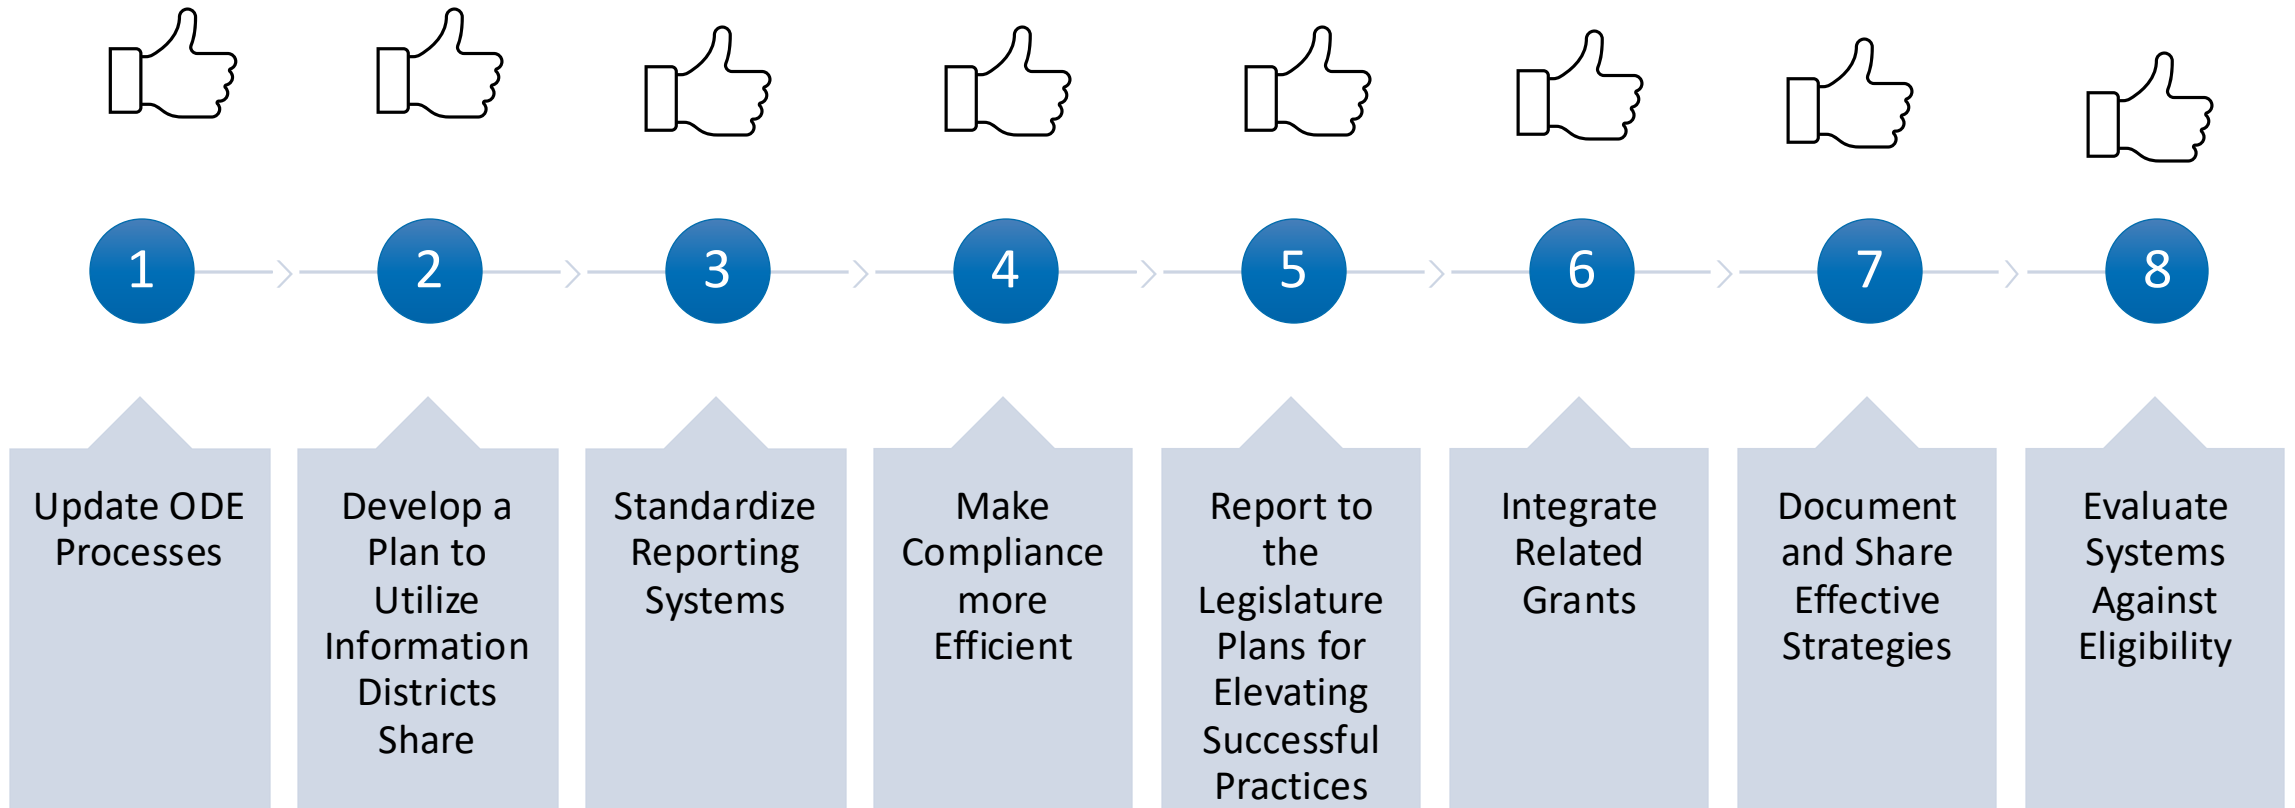 1
2
3
4
5
6
7
8
Update ODE
Processes
Develop a
Plan to
Utilize
Information
Districts
Share
Standardize
Reporting
Systems
Make
Compliance
more
Efficient
Report to
the
Legislature
Plans for
Elevating
Successful
Practices
Integrate
Related
Grants
Document
and Share
Effective
Strategies
Evaluate
Systems
Against
Eligibility